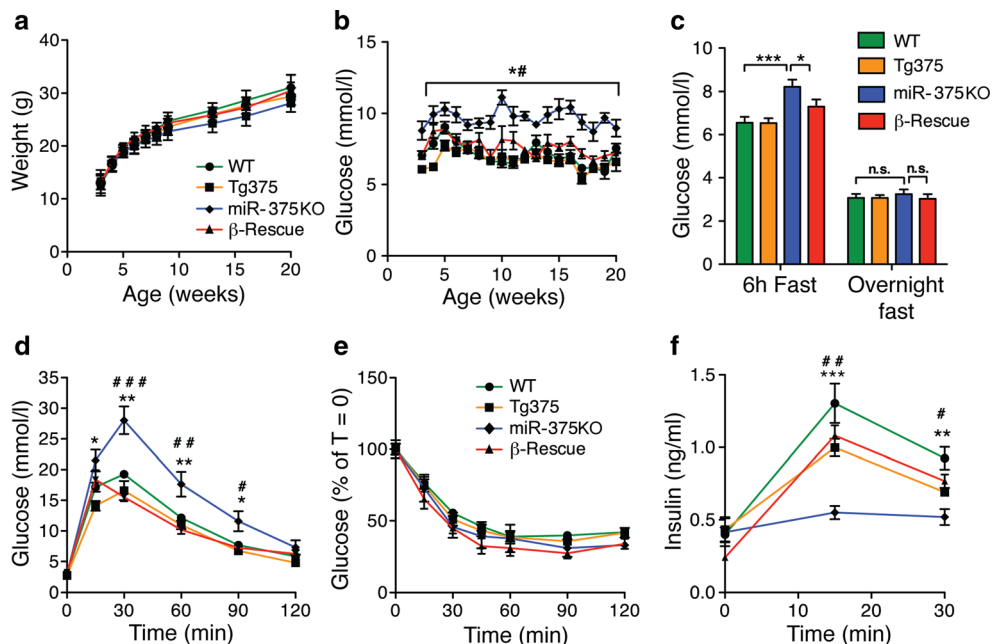 a
Weight (g)
40
30
20
10
0
0 5 10 15 20
Age (weeks)
WT
Tg375
miR-375KO
β-Rescue
b
Glucose (mmol/l)
15
10
5
0
*#
0 5 10 15 20
Age (weeks)
c
Glucose (mmol/l)
10
8
6
4
2
0
*** *
n.s. n.s.
6h Fast
Overnight
fast
WT
Tg375
miR-375KO
β-Rescue
d
Glucose (mmol/l)
35
30
25
20
15
10
5
0
*
# # #
**
# #
**
#
*
0 30 60 90 120
Time (min)
e
Glucose (% of T = 0)
150
100
50
0
WT
Tg375
miR-375KO
β-Rescue
0 30 60 90 120
Time (min)
f
Insulin (ng/ml)
1.5
1.0
0.5
0.0
# #
***
#
**
0 10 20 30
Time (min)